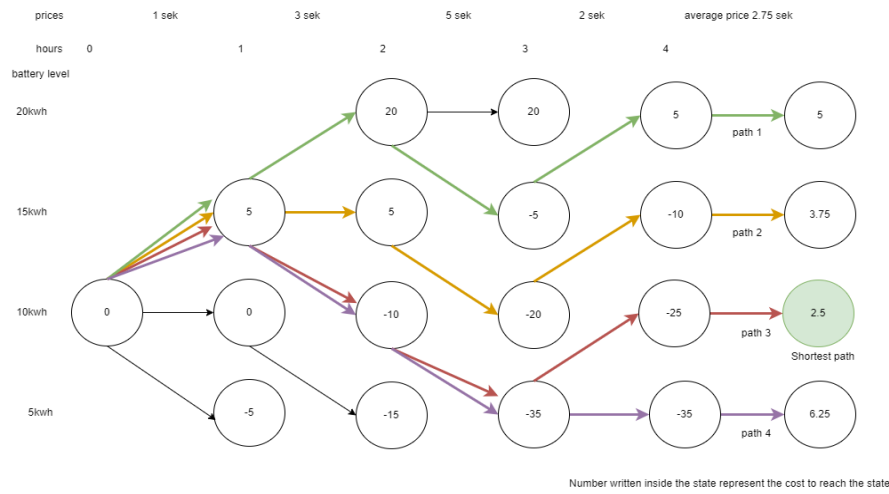 prices 1 sek 3 sek 5 sek 2 sek average price 2.75 sek
hours 0 1 2 3 4
battery level
20kwh 20 20 5 5
path 1
15kwh 5 5 -5 -10 3.75
path 2
10kwh 0 0 -10 -20 -25 2.5
path 3
Shortest path
5kwh -5 -15 -35 -35 6.25
path 4
Number written inside the state represent the cost to reach the state